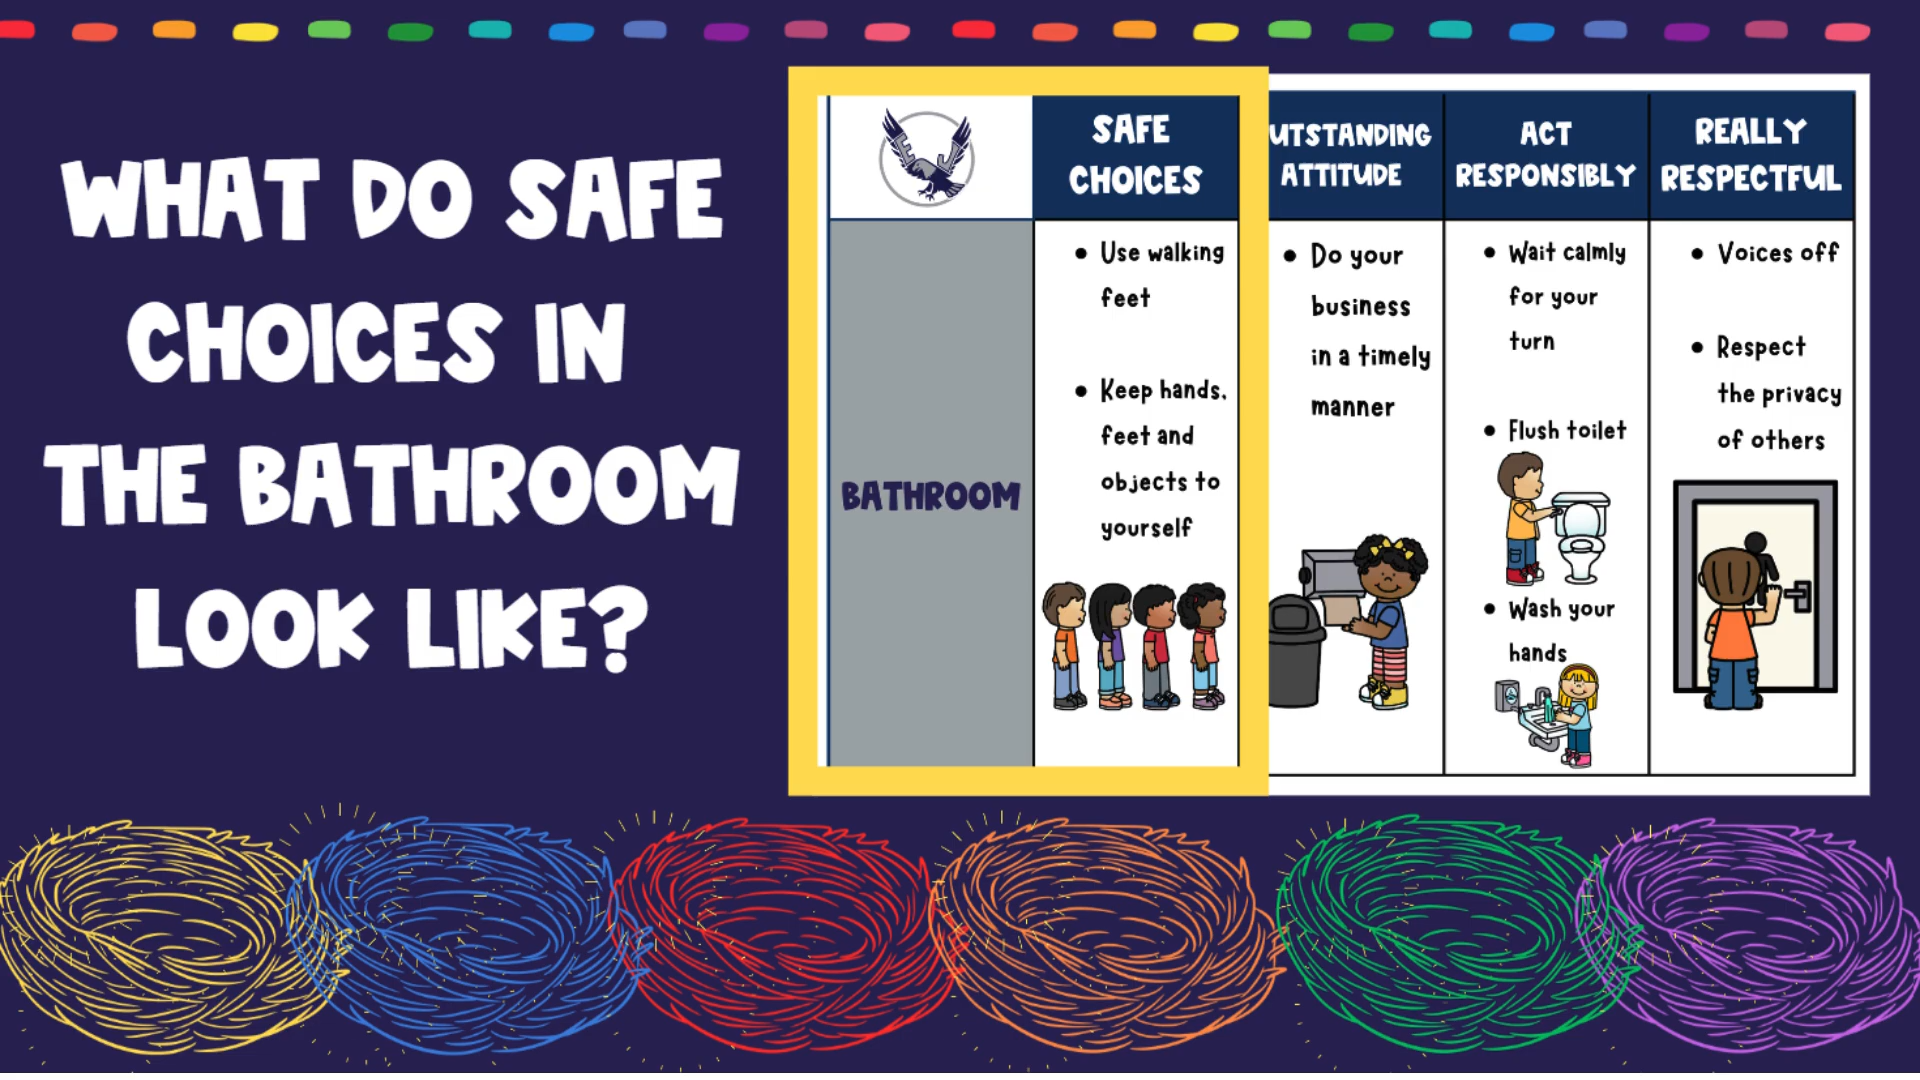 WHAT DO SAFE
CHOICES IN
THE BATHROOM
LOOK LIKE?
EJ
SAFE
CHOICES
UTSTANDING
ATTITUDE
ACT
RESPONSIBLY
REALLY
RESPECTFUL
BATHROOM
• Use walking
feet
• Keep hands,
feet and
objects to
yourself
• Do your
business
in a timely
manner
• Wait calmly
for your
turn
• Flush toilet
• Wash your
hands
• Voices off
• Respect
the privacy
of others